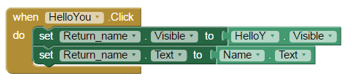 when HelloYou .Click
do set Return_name . Visible to HelloY . Visible
set Return_name . Text to Name . Text